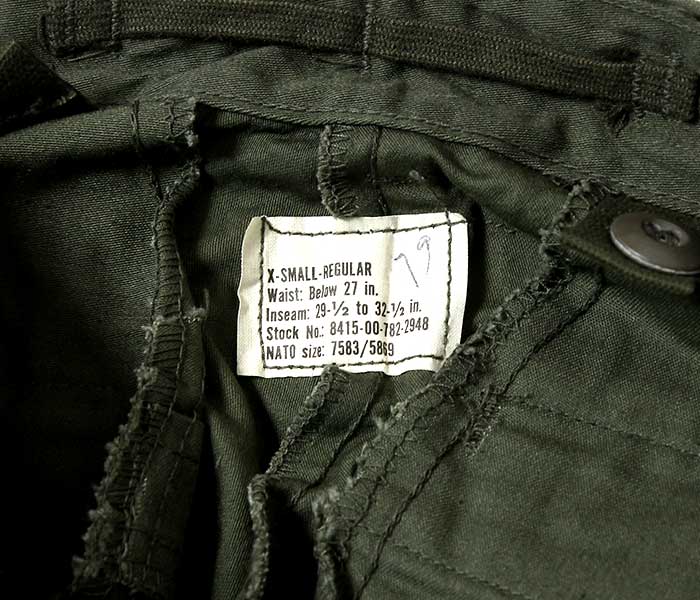 X-SMALL-REGULAR
Waist: Below 27 in.
Inseam: 29-½ to 32-½ in.
Stock No.: 8415-00-782-2948
NATO size: 7583/5869
79